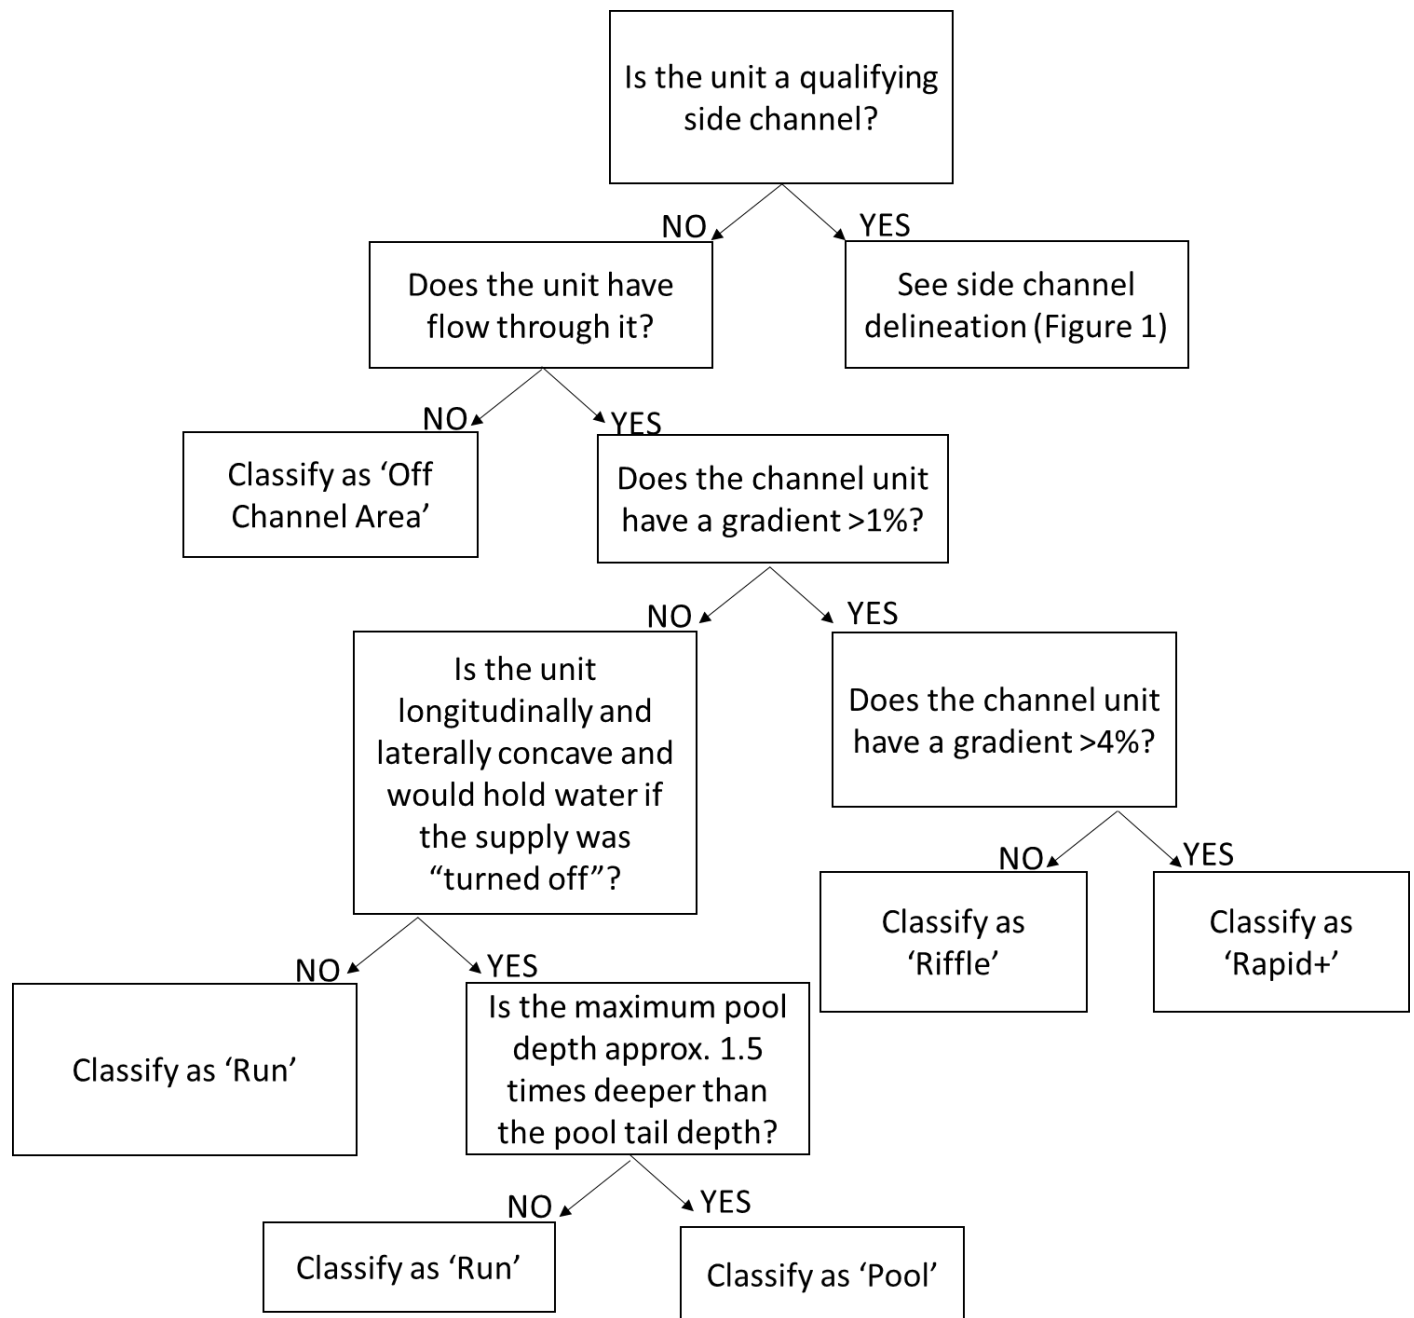 Is the unit a qualifying
side channel?
NO
YES
Does the unit have
flow through it?
See side channel
delineation (Figure 1)
NO
YES
Classify as ‘Off
Channel Area’
Does the channel unit
have a gradient >1%?
NO
YES
Is the unit
longitudinally and
laterally concave and
would hold water if
the supply was
“turned off”?
Does the channel unit
have a gradient >4%?
NO
YES
Classify as
‘Riffle’
Classify as
‘Rapid+’
NO
YES
Classify as ‘Run’
Is the maximum pool
depth approx. 1.5
times deeper than
the pool tail depth?
NO
YES
Classify as ‘Run’
Classify as ‘Pool’